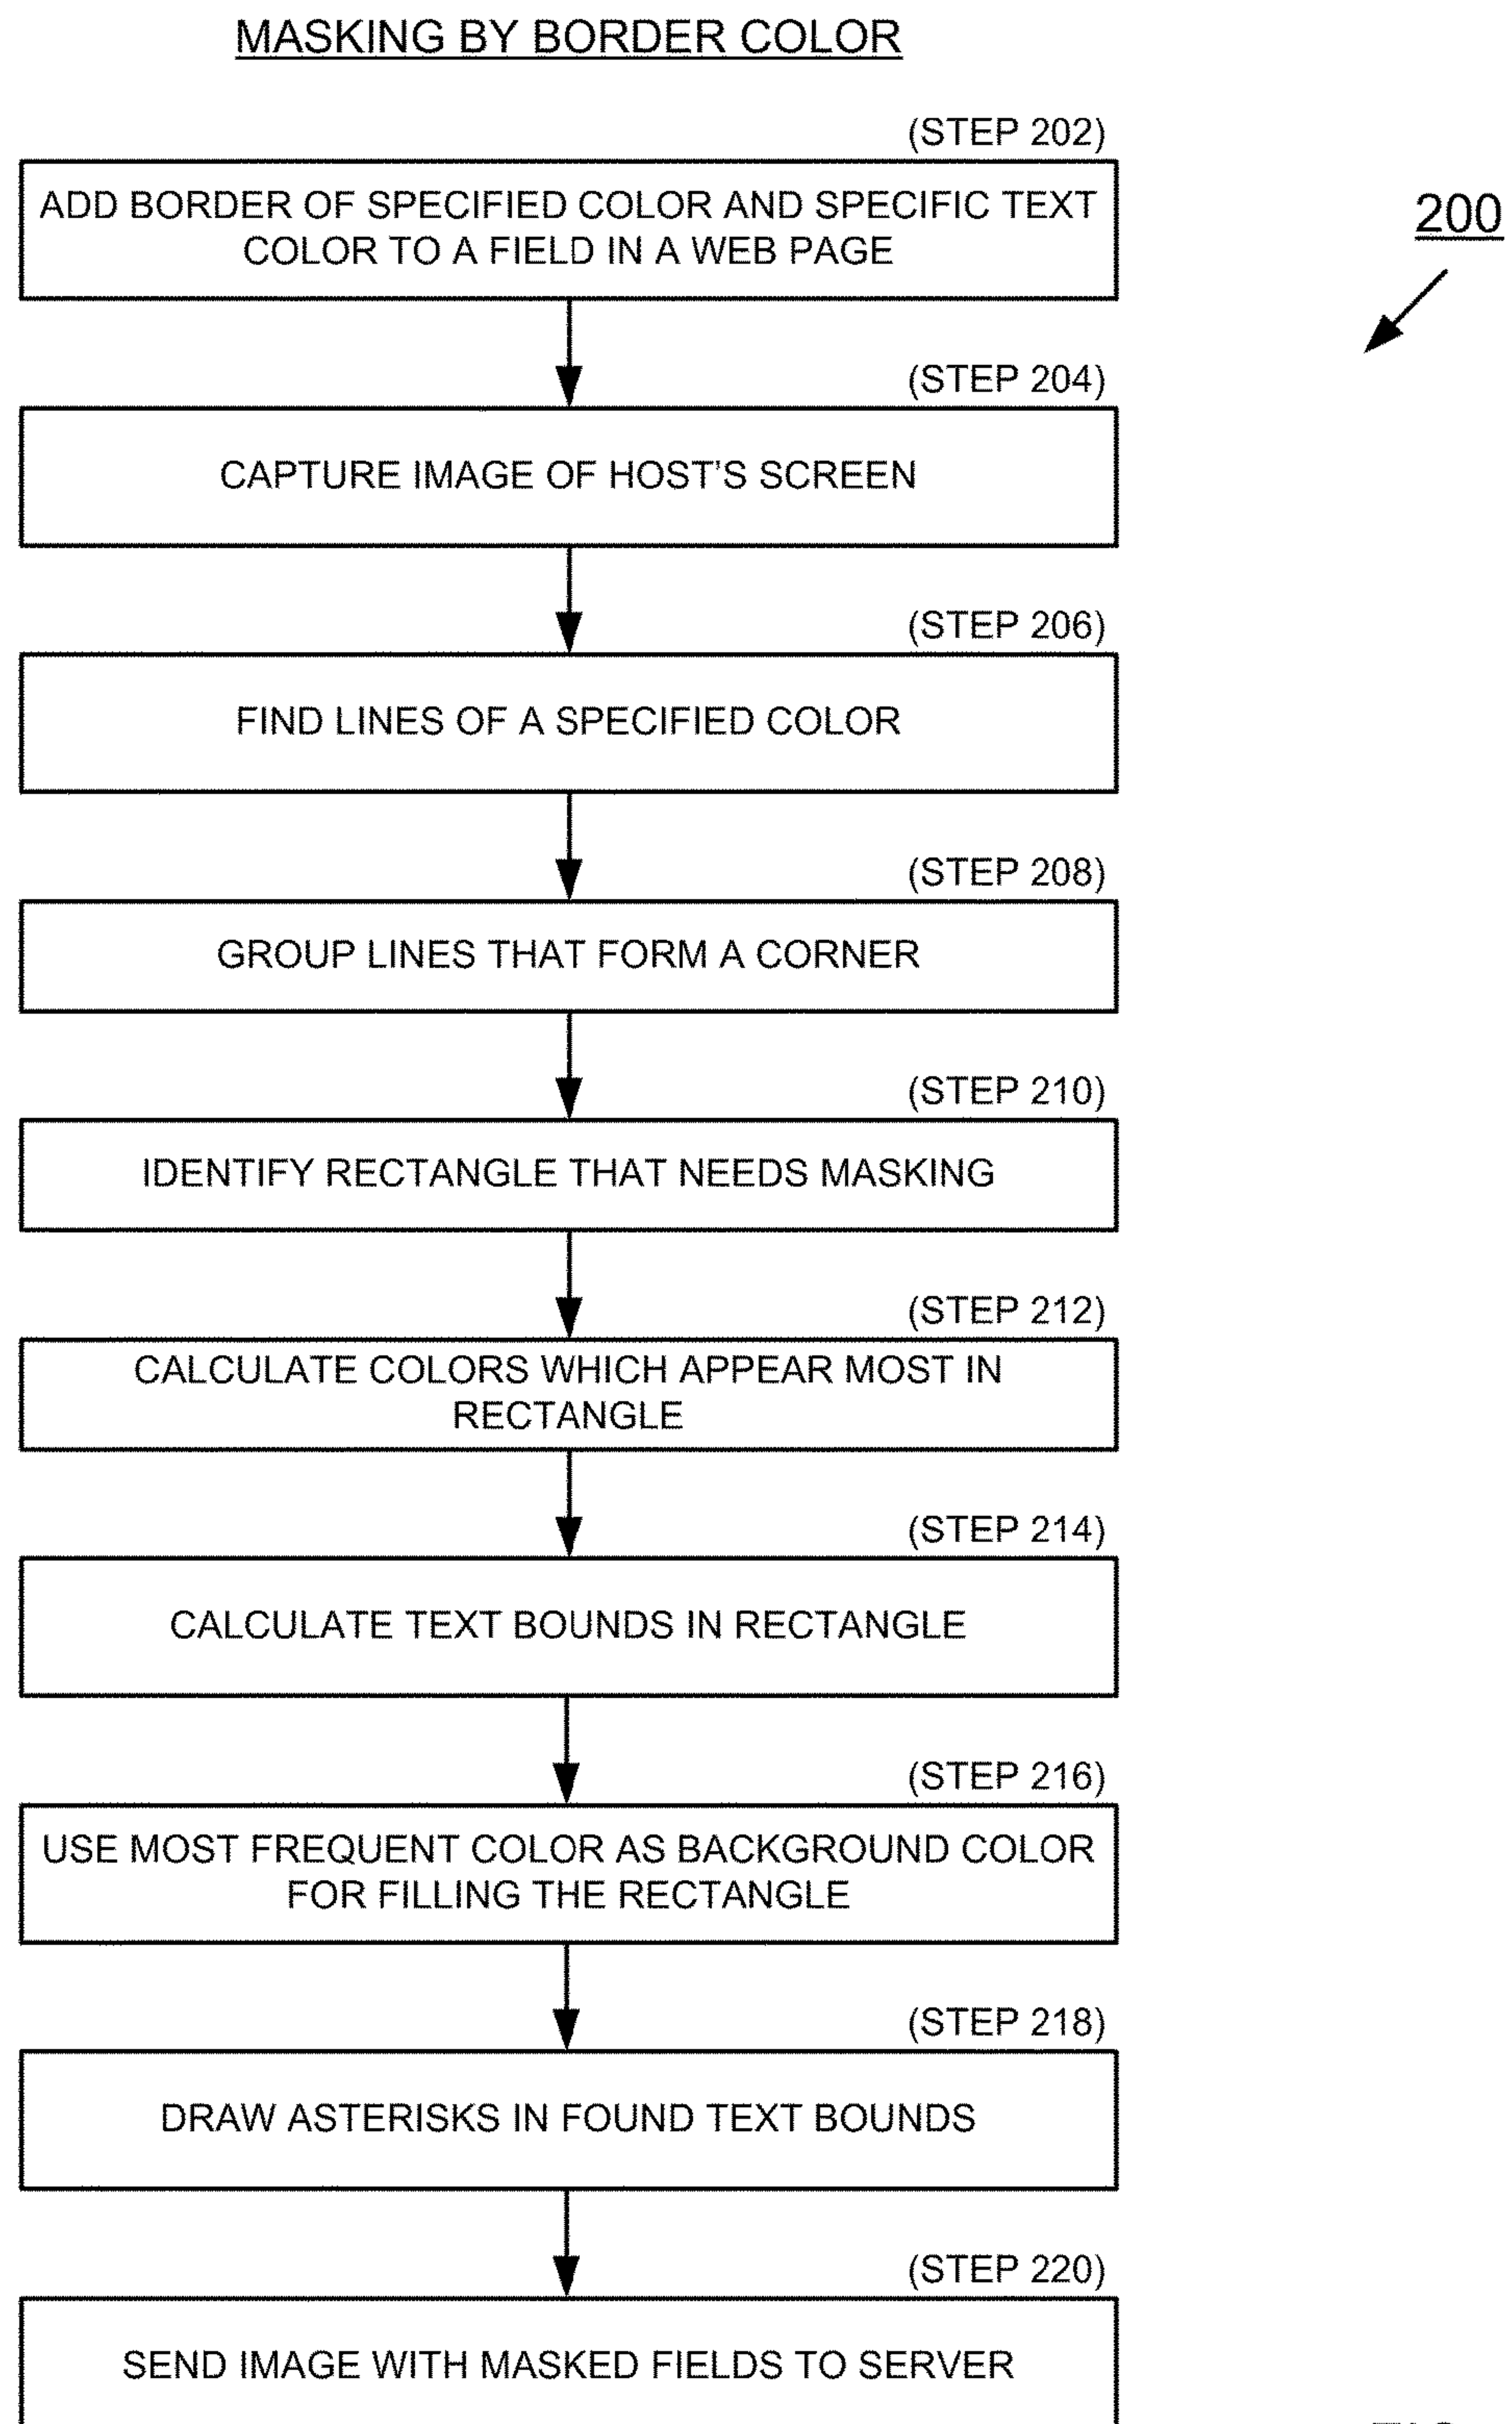 MASKING BY BORDER COLOR
(STEP 202)
ADD BORDER OF SPECIFIED COLOR AND SPECIFIC TEXT
COLOR TO A FIELD IN A WEB PAGE
200
(STEP 204)
CAPTURE IMAGE OF HOST'S SCREEN
(STEP 206)
FIND LINES OF A SPECIFIED COLOR
(STEP 208)
GROUP LINES THAT FORM A CORNER
(STEP 210)
IDENTIFY RECTANGLE THAT NEEDS MASKING
(STEP 212)
CALCULATE COLORS WHICH APPEAR MOST IN
RECTANGLE
(STEP 214)
CALCULATE TEXT BOUNDS IN RECTANGLE
(STEP 216)
USE MOST FREQUENT COLOR AS BACKGROUND COLOR
FOR FILLING THE RECTANGLE
(STEP 218)
DRAW ASTERISKS IN FOUND TEXT BOUNDS
(STEP 220)
SEND IMAGE WITH MASKED FIELDS TO SERVER